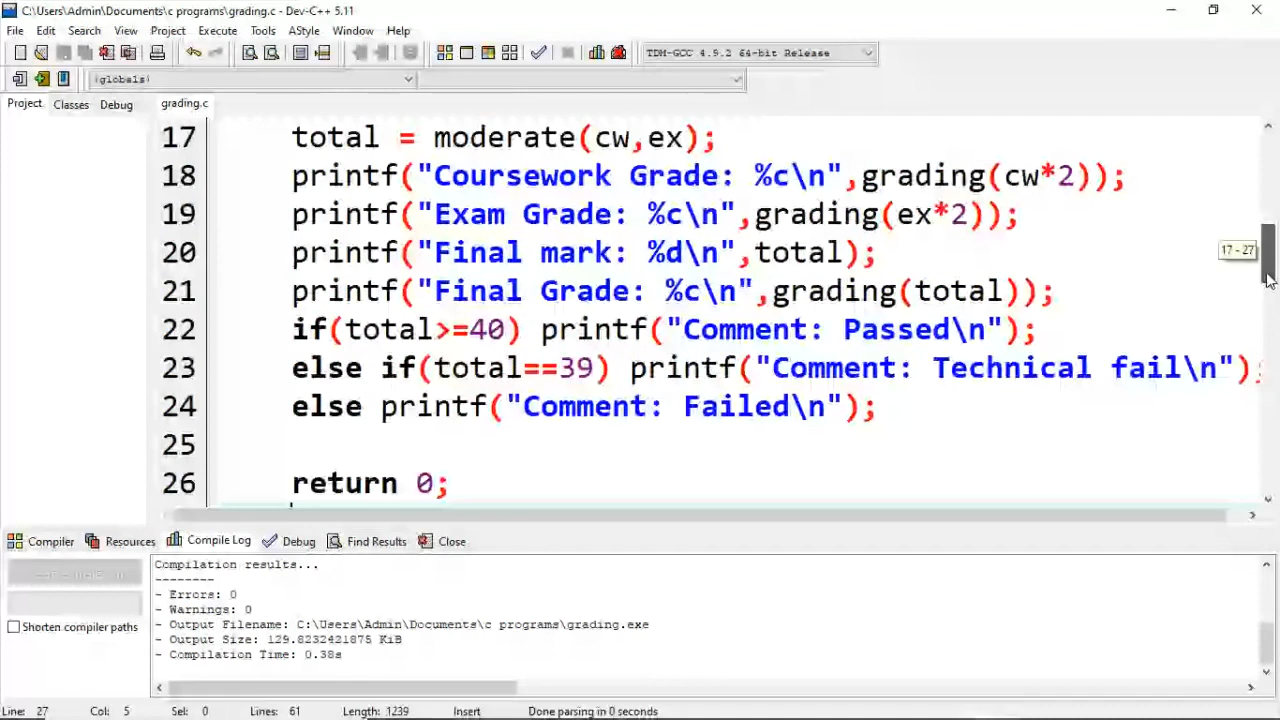 C:\Users\Admin\Documents\c programs\grading.c - Dev-C++ 5.11
File Edit Search View Project Execute Tools AStyle Window Help
TDM-GCC 4.9.2 64-bit Release
(globals)
Project Classes Debug grading.c
17 total = moderate(cw,ex);
18 printf("Coursework Grade: %c\n",grading(cw*2));
19 printf("Exam Grade: %c\n",grading(ex*2));
20 printf("Final mark: %d\n",total);
17 - 27
21 printf("Final Grade: %c\n",grading(total));
22 if(total>=40) printf("Comment: Passed\n");
23 else if(total==39) printf("Comment: Technical fail\n");
24 else printf("Comment: Failed\n");
25
26 return 0;
Compiler Resources Compile Log Debug Find Results Close
Compilation results...
--------
- Errors: 0
- Warnings: 0
- Output Filename: C:\Users\Admin\Documents\c programs\grading.exe
- Output Size: 129.8232421875 KiB
- Compilation Time: 0.38s
Shorten compiler paths
Line: 27 Col: 5 Sel: 0 Lines: 61 Length: 1239 Insert Done parsing in 0 seconds